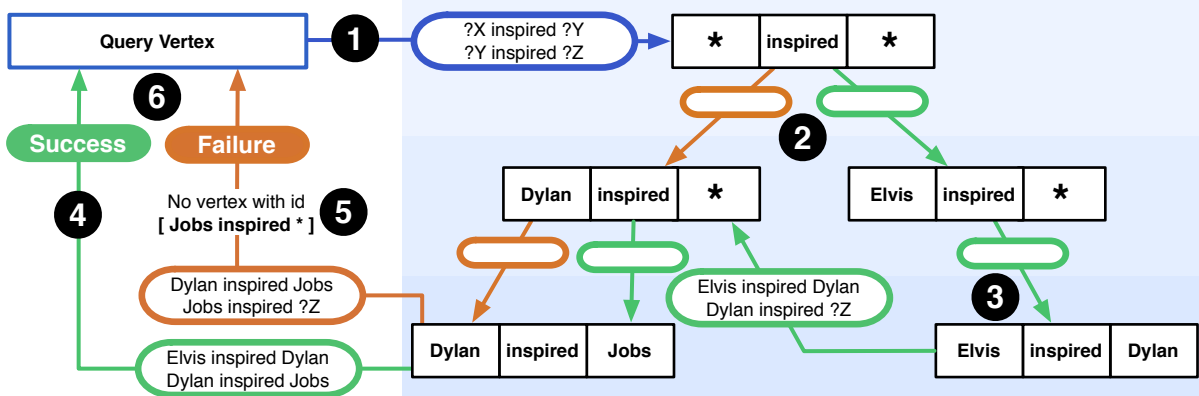 Query Vertex
1
?X inspired ?Y
?Y inspired ?Z
* inspired *
6
Success
Failure
2
Dylan inspired *
Elvis inspired *
4
No vertex with id
[ Jobs inspired * ]
5
Dylan inspired Jobs
Jobs inspired ?Z
Elvis inspired Dylan
Dylan inspired ?Z
3
Dylan inspired Jobs
Elvis inspired Dylan
Elvis inspired Dylan
Dylan inspired Jobs